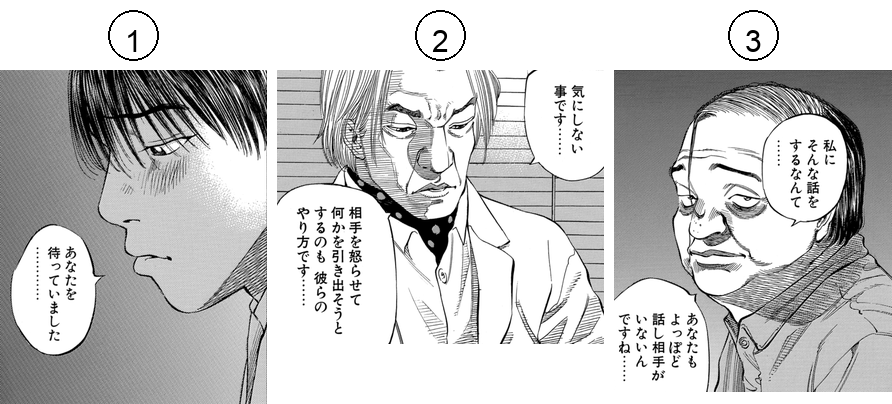 1
2
3
あなたを
待っていました
…………
気にしない
事です……
相手を怒らせて
何かを引き出そうと
するのも 彼らの
やり方です……
私に
そんな話を
するなんて
……
あなたも
よっぽど
話し相手が
いないん
ですね……